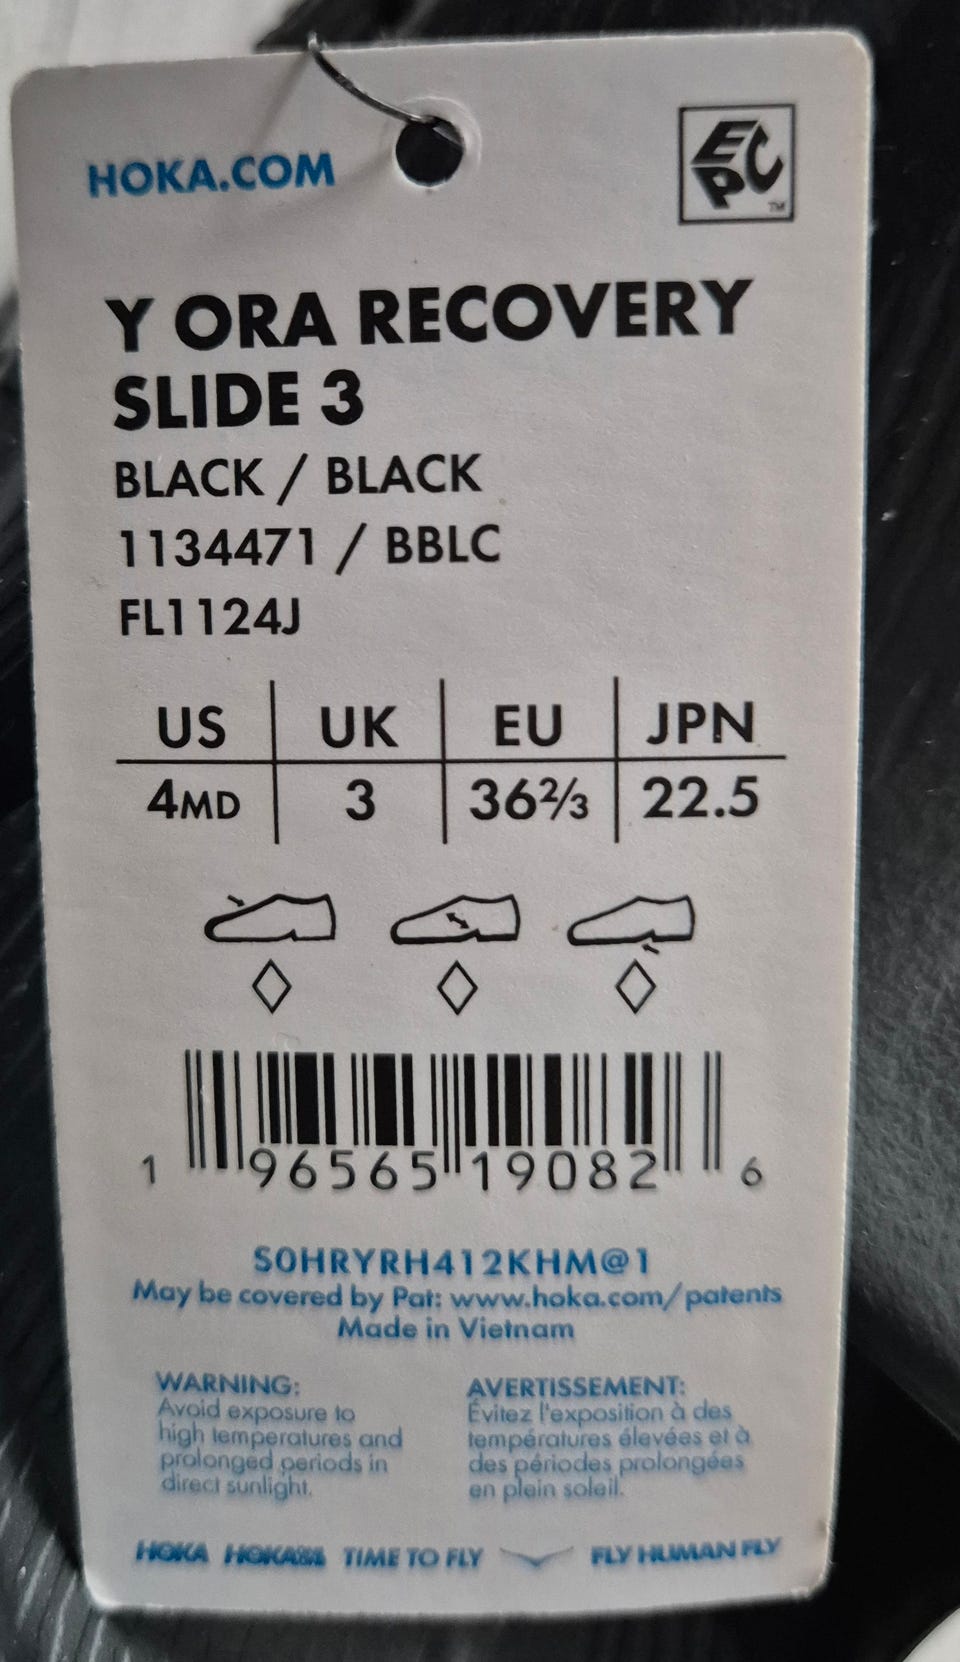 HOKA.COM
EPC
TM
Y ORA RECOVERY
SLIDE 3
BLACK / BLACK
1134471 / BBLC
FL1124J
US UK EU JPN
4MD 3 36⅔ 22.5
1 96565 19082 6
S0HRYRH412KHM@1
May be covered by Pat: www.hoka.com/patents
Made in Vietnam
WARNING:
Avoid exposure to
high temperatures and
prolonged periods in
direct sunlight.
AVERTISSEMENT:
Évitez l'exposition à des
températures élevées et à
des périodes prolongées
en plein soleil.
HOKA HOKA TIME TO FLY FLY HUMAN FLY